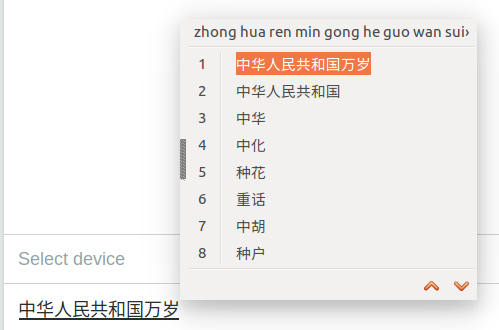 zhong hua ren min gong he guo wan sui›
1 中华人民共和国万岁
2 中华人民共和国
3 中华
4 中化
5 种花
6 重话
7 中胡
8 种户
Select device
中华人民共和国万岁